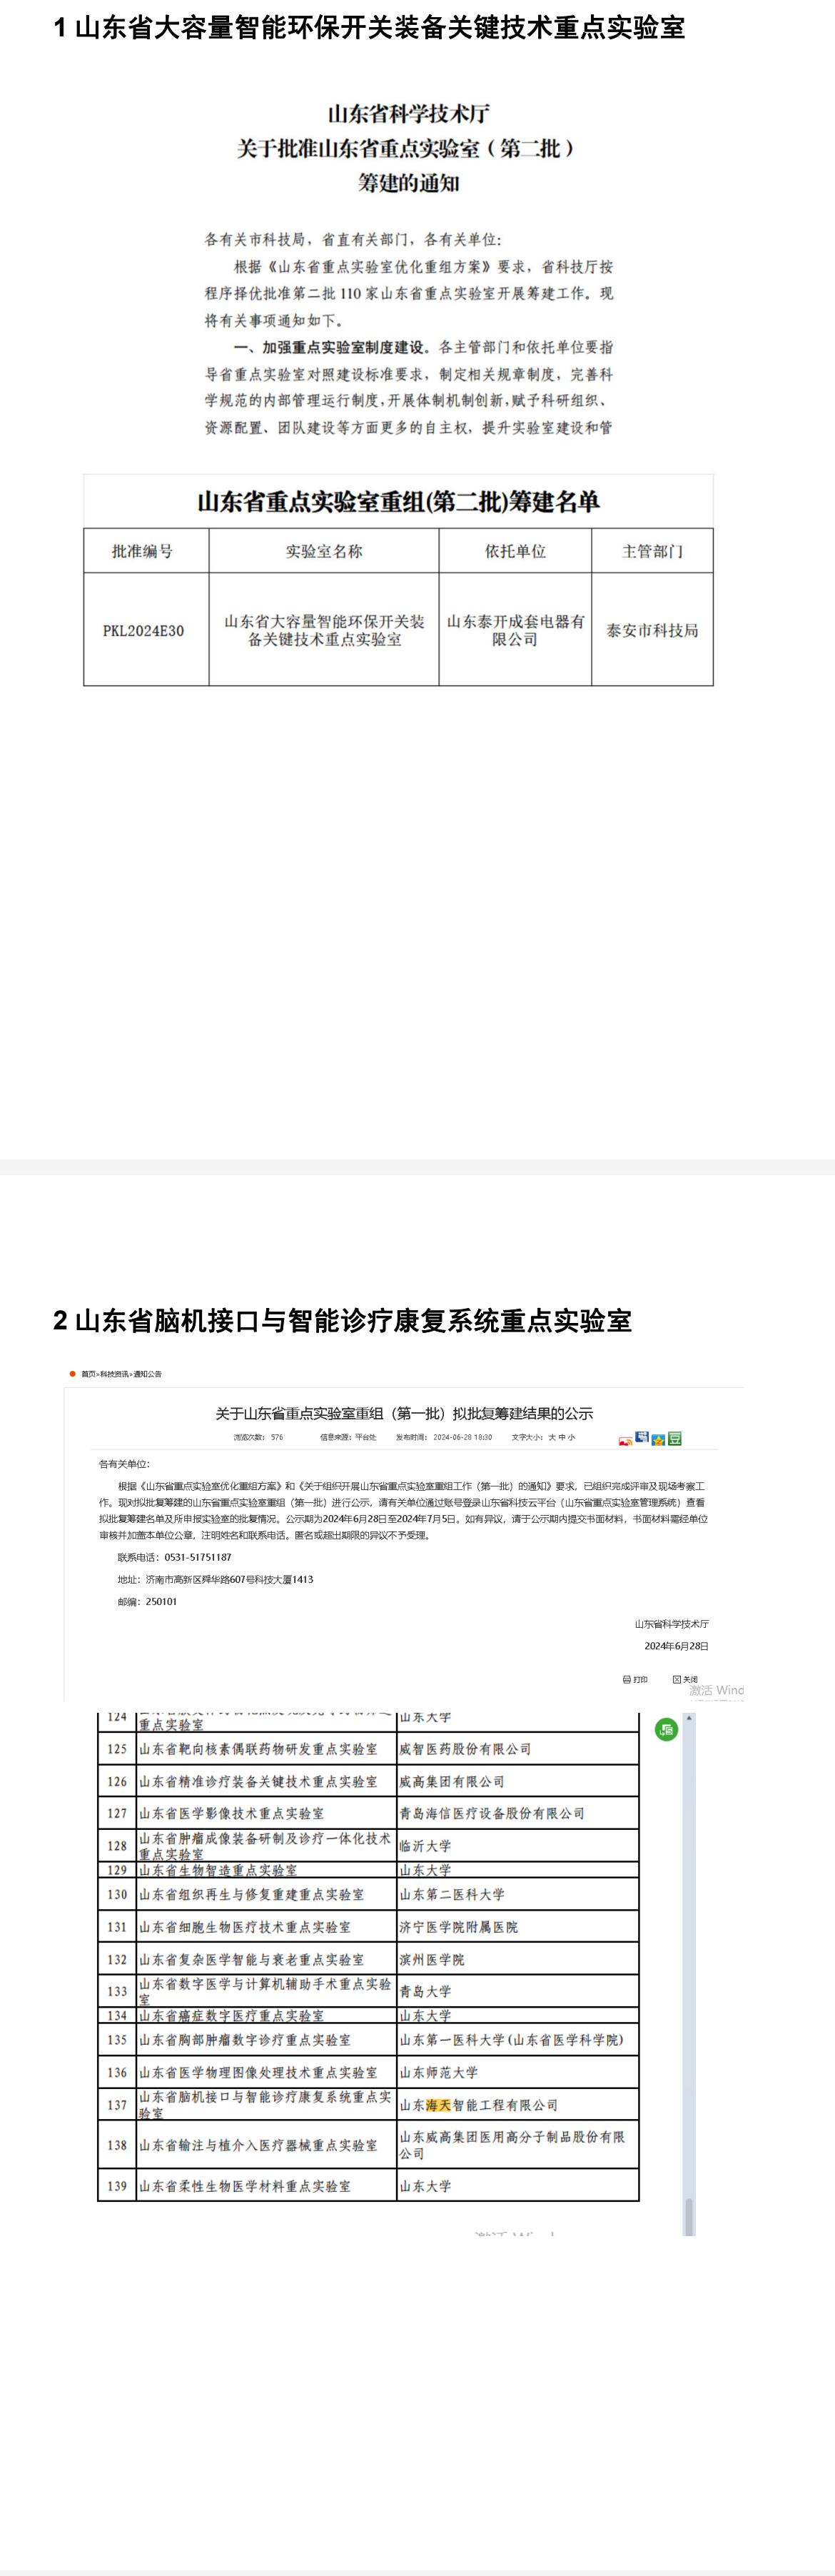 1 山东省大容量智能环保开关装备关键技术重点实验室
山东省科学技术厅
关于批准山东省重点实验室（第二批）
筹建的通知
各有关市科技局，省直有关部门，各有关单位：
根据《山东省重点实验室优化重组方案》要求，省科技厅按
程序择优批准第二批 110 家山东省重点实验室开展筹建工作。现
将有关事项通知如下。
一、加强重点实验室制度建设。各主管部门和依托单位要指
导省重点实验室对照建设标准要求，制定相关规章制度，完善科
学规范的内部管理运行制度，开展体制机制创新，赋予科研组织、
资源配置、团队建设等方面更多的自主权，提升实验室建设和管
山东省重点实验室重组(第二批)筹建名单
批准编号 实验室名称 依托单位 主管部门
PKL2024E30 山东省大容量智能环保开关装 山东泰开成套电器有 泰安市科技局
备关键技术重点实验室 限公司
2 山东省脑机接口与智能诊疗康复系统重点实验室
首页>科技资讯>通知公告
关于山东省重点实验室重组（第一批）拟批复筹建结果的公示
浏览次数： 576 信息来源：平台处 发布时间： 2024-06-28 18:30 文字大小： 大 中 小
各有关单位：
根据《山东省重点实验室优化重组方案》和《关于组织开展山东省重点实验室重组工作（第一批）的通知》要求，已组织完成评审及现场考察工
作。现对拟批复筹建的山东省重点实验室重组（第一批）进行公示，请有关单位通过账号登录山东省科技云平台（山东省重点实验室管理系统）查看
拟批复筹建名单及所申报实验室的批复情况。公示期为2024年6月28日至2024年7月5日。如有异议，请于公示期内提交书面材料，书面材料需经单位
审核并加盖本单位公章，注明姓名和联系电话。匿名或超出期限的异议不予受理。
联系电话：0531-51751187
地址：济南市高新区舜华路607号科技大厦1413
邮编：250101
山东省科学技术厅
2024年6月28日
打印 关闭
激活 Wind
124 重点实验室 山东大学
125 山东省靶向核素偶联药物研发重点实验室 威智医药股份有限公司
126 山东省精准诊疗装备关键技术重点实验室 威高集团有限公司
127 山东省医学影像技术重点实验室 青岛海信医疗设备股份有限公司
128 山东省肿瘤成像装备研制及诊疗一体化技术 临沂大学
重点实验室
129 山东省生物智造重点实验室 山东大学
130 山东省组织再生与修复重建重点实验室 山东第二医科大学
131 山东省细胞生物医疗技术重点实验室 济宁医学院附属医院
132 山东省复杂医学智能与衰老重点实验室 滨州医学院
133 山东省数字医学与计算机辅助手术重点实验 青岛大学
室
134 山东省癌症数字医疗重点实验室 山东大学
135 山东省胸部肿瘤数字诊疗重点实验室 山东第一医科大学(山东省医学科学院)
136 山东省医学物理图像处理技术重点实验室 山东师范大学
137 山东省脑机接口与智能诊疗康复系统重点实 山东海天智能工程有限公司
验室
138 山东省输注与植介入医疗器械重点实验室 山东威高集团医用高分子制品股份有限
公司
139 山东省柔性生物医学材料重点实验室 山东大学